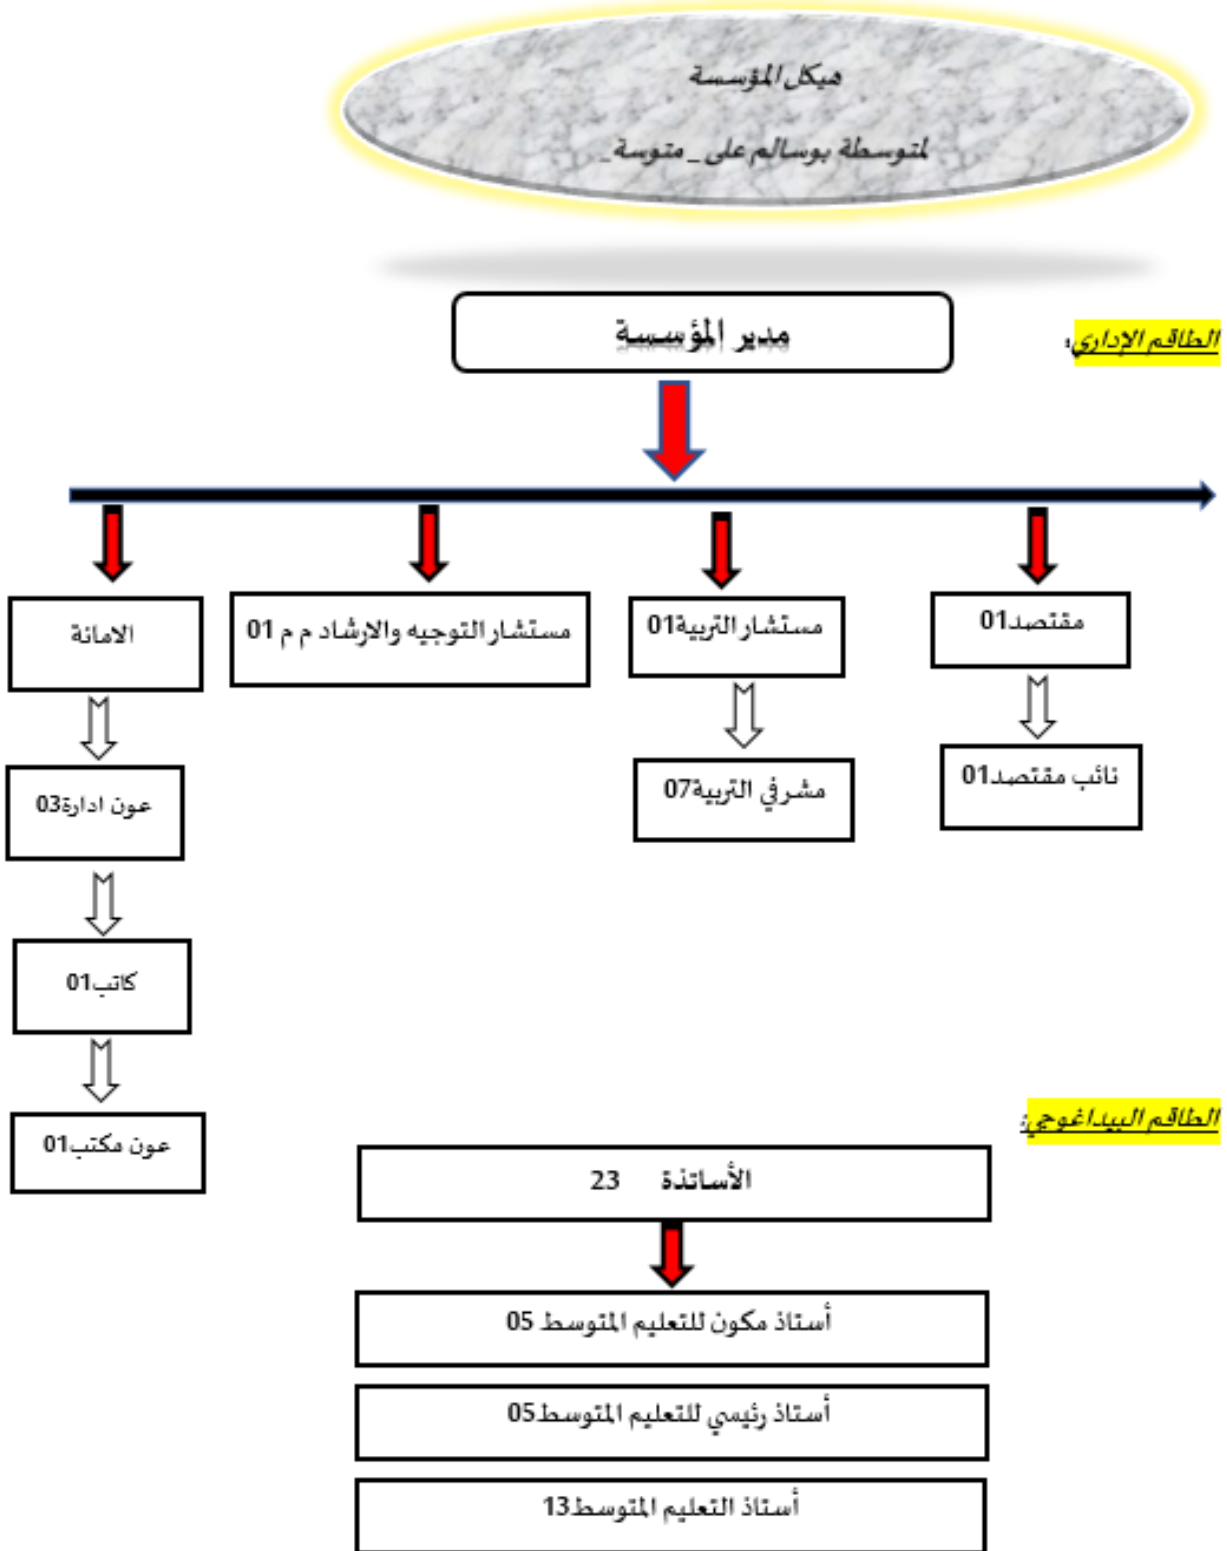 هيكل المؤسسة
لمتوسطة بوسالم على _ متوسة_
الطاقم الإداري:
مدير المؤسسة
مقتصد01
مستشار التربية01
مستشار التوجيه والارشاد م م 01
الامانة
نائب مقتصد01
مشرفي التربية07
عون ادارة03
كاتب01
عون مكتب01
الطاقم البيداغوجي:
الأساتذة 23
أستاذ مكون للتعليم المتوسط 05
أستاذ رئيسي للتعليم المتوسط05
أستاذ التعليم المتوسط13